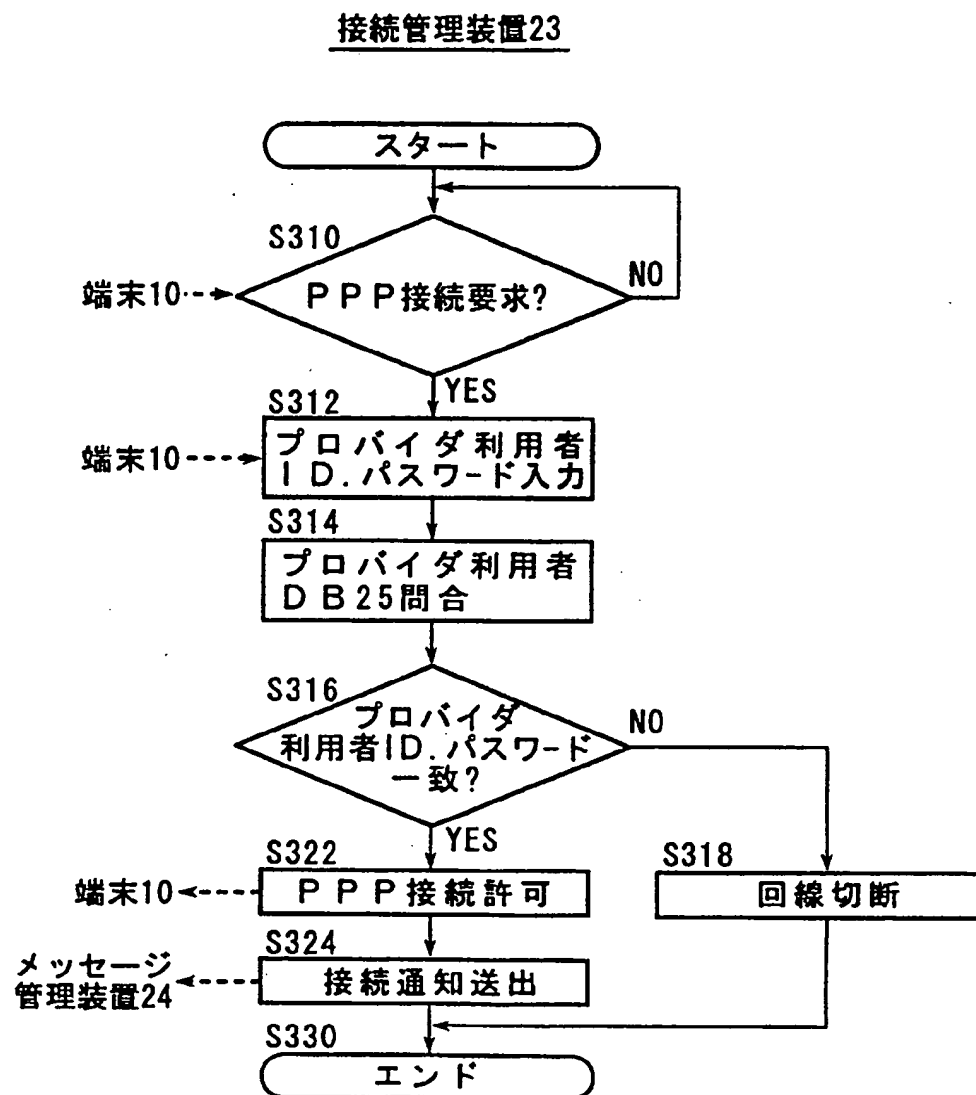 接続管理装置23
スタート
S310
端末10
PPP接続要求?
NO
YES
S312
端末10
プロバイダ利用者
ID.パスワード入力
S314
プロバイダ利用者
DB25問合
S316
プロバイダ
利用者ID.パスワード
一致?
NO
YES
S322
端末10
PPP接続許可
S318
回線切断
S324
メッセージ
管理装置24
接続通知送出
S330
エンド